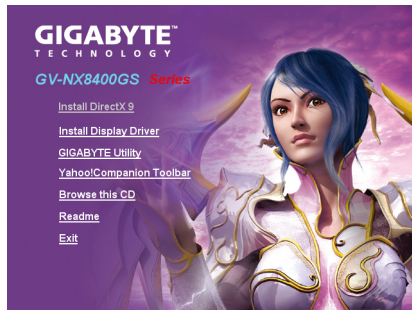 GIGABYTE™
TECHNOLOGY
GV-NX8400GS Series
Install DirectX 9
Install Display Driver
GIGABYTE Utility
Yahoo!Companion Toolbar
Browse this CD
Readme
Exit